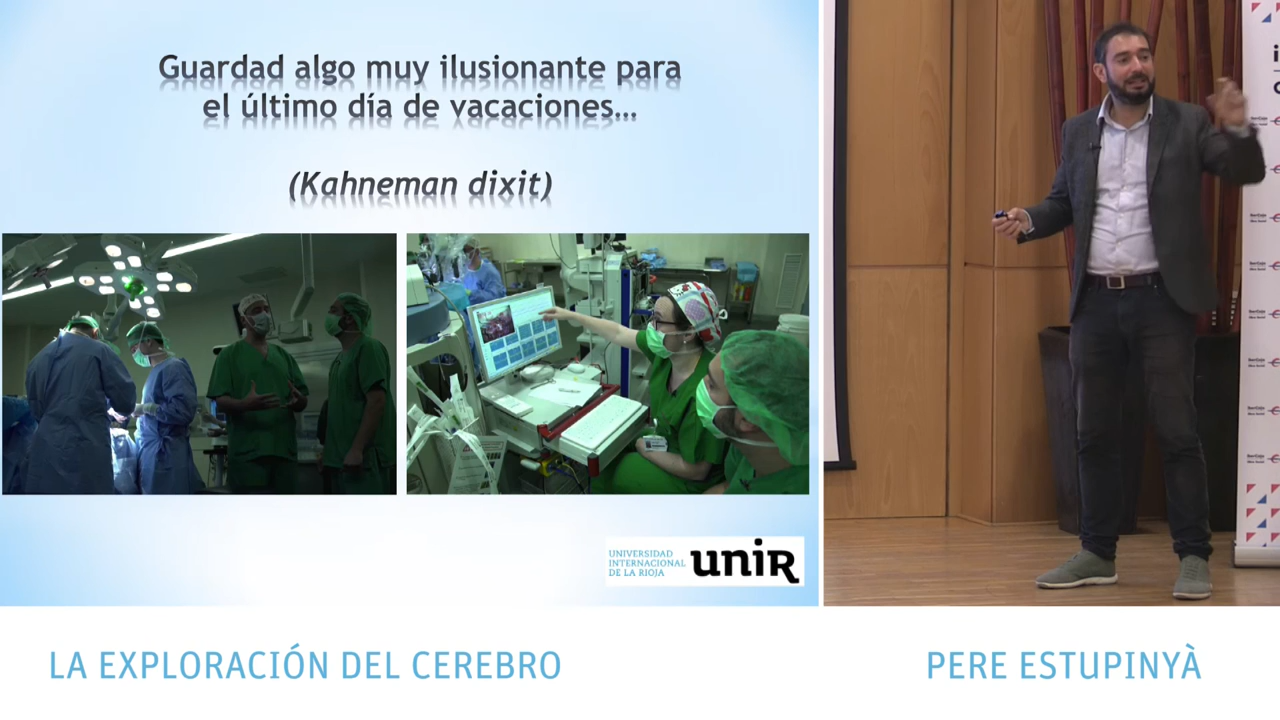 Guardad algo muy ilusionante para
el último día de vacaciones…
(Kahneman dixit)
UNIVERSIDAD
INTERNACIONAL
DE LA RIOJA
unir
LA EXPLORACIÓN DEL CEREBRO
PERE ESTUPINYÀ